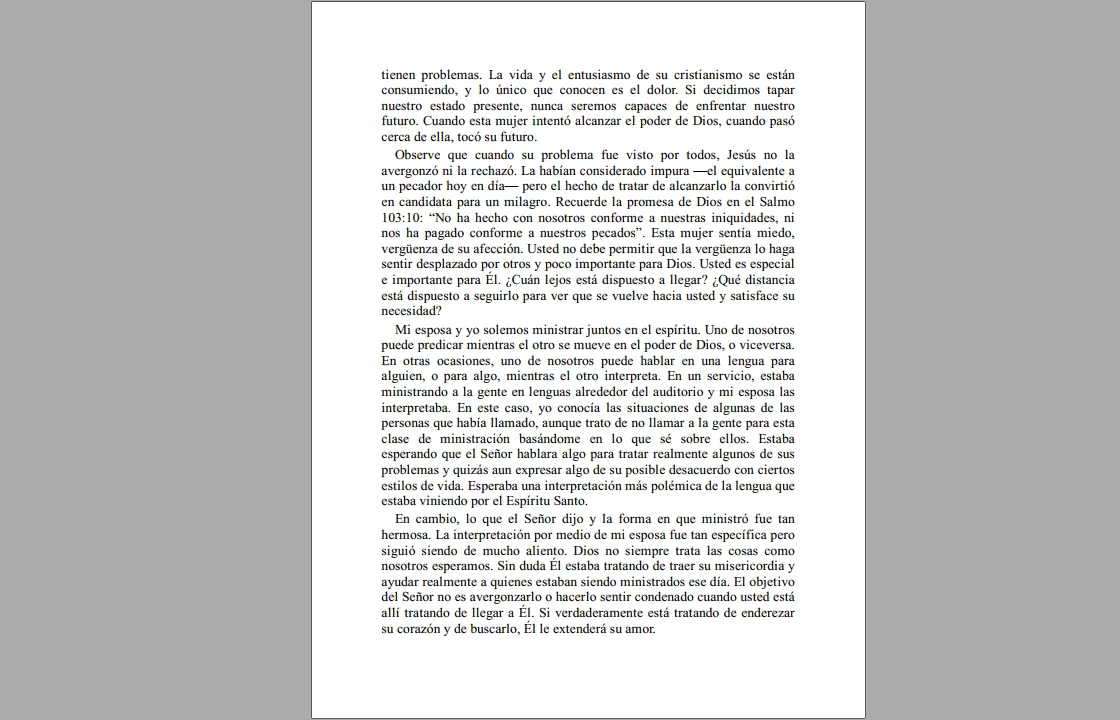 tienen problemas. La vida y el entusiasmo de su cristianismo se están
consumiendo, y lo único que conocen es el dolor. Si decidimos tapar
nuestro estado presente, nunca seremos capaces de enfrentar nuestro
futuro. Cuando esta mujer intentó alcanzar el poder de Dios, cuando pasó
cerca de ella, tocó su futuro.
Observe que cuando su problema fue visto por todos, Jesús no la
avergonzó ni la rechazó. La habían considerado impura —el equivalente a
un pecador hoy en día— pero el hecho de tratar de alcanzarlo la convirtió
en candidata para un milagro. Recuerde la promesa de Dios en el Salmo
103:10: “No ha hecho con nosotros conforme a nuestras iniquidades, ni
nos ha pagado conforme a nuestros pecados”. Esta mujer sentía miedo,
vergüenza de su afección. Usted no debe permitir que la vergüenza lo haga
sentir desplazado por otros y poco importante para Dios. Usted es especial
e importante para Él. ¿Cuán lejos está dispuesto a llegar? ¿Qué distancia
está dispuesto a seguirlo para ver que se vuelve hacia usted y satisface su
necesidad?
Mi esposa y yo solemos ministrar juntos en el espíritu. Uno de nosotros
puede predicar mientras el otro se mueve en el poder de Dios, o viceversa.
En otras ocasiones, uno de nosotros puede hablar en una lengua para
alguien, o para algo, mientras el otro interpreta. En un servicio, estaba
ministrando a la gente en lenguas alrededor del auditorio y mi esposa las
interpretaba. En este caso, yo conocía las situaciones de algunas de las
personas que había llamado, aunque trato de no llamar a la gente para esta
clase de ministración basándome en lo que sé sobre ellos. Estaba
esperando que el Señor hablara algo para tratar realmente algunos de sus
problemas y quizás aun expresar algo de su posible desacuerdo con ciertos
estilos de vida. Esperaba una interpretación más polémica de la lengua que
estaba viniendo por el Espíritu Santo.
En cambio, lo que el Señor dijo y la forma en que ministró fue tan
hermosa. La interpretación por medio de mi esposa fue tan específica pero
siguió siendo de mucho aliento. Dios no siempre trata las cosas como
nosotros esperamos. Sin duda Él estaba tratando de traer su misericordia y
ayudar realmente a quienes estaban siendo ministrados ese día. El objetivo
del Señor no es avergonzarlo o hacerlo sentir condenado cuando usted está
allí tratando de llegar a Él. Si verdaderamente está tratando de enderezar
su corazón y de buscarlo, Él le extenderá su amor.